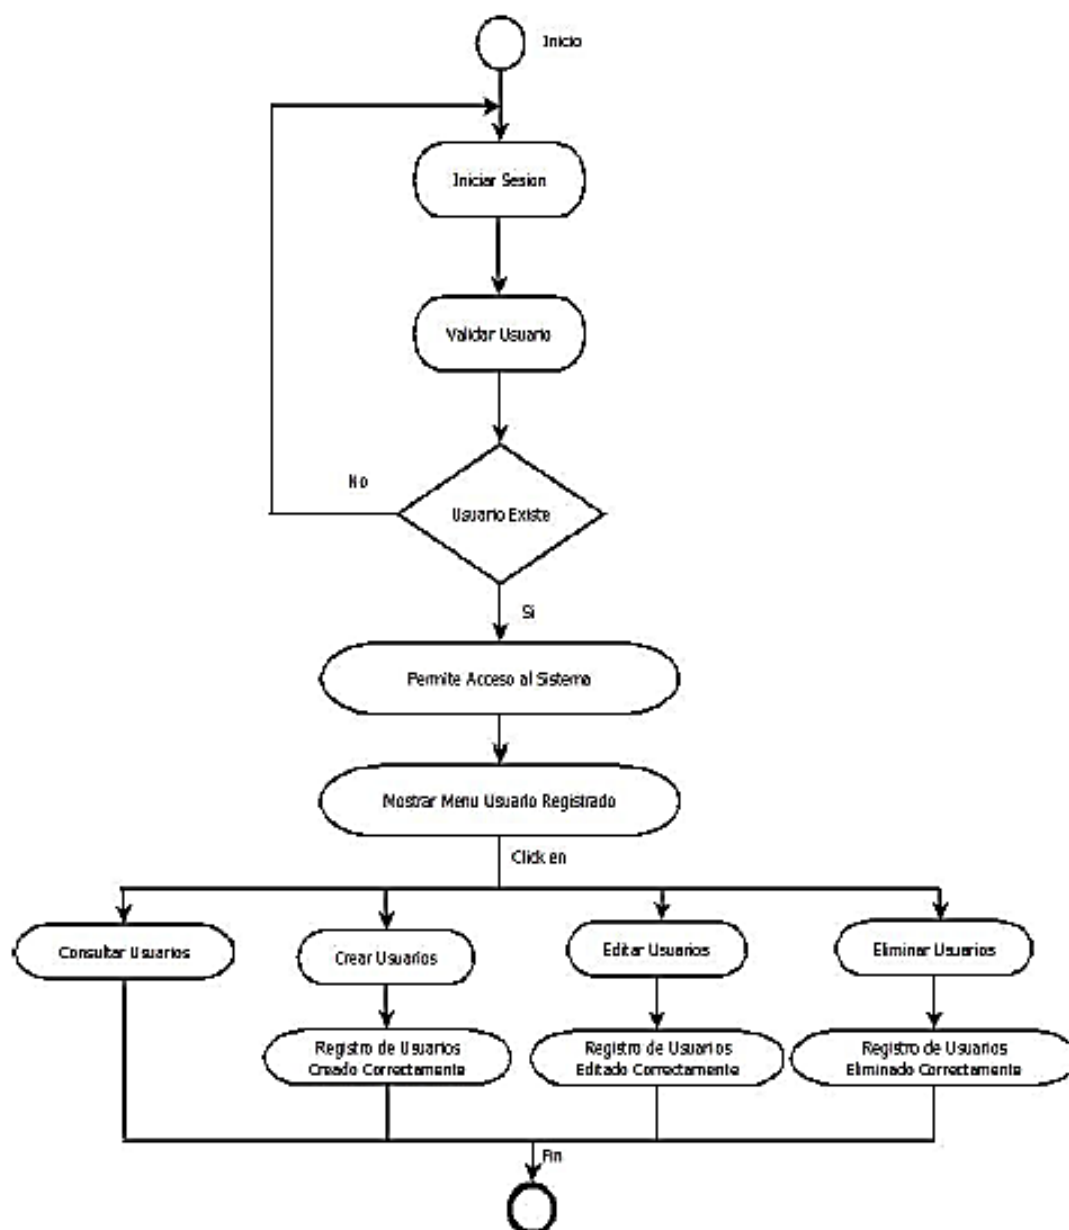 Inicio
Iniciar Sesion
Validar Usuario
No
Usuario Existe
Si
Permite Acceso al Sistema
Mostrar Menu Usuario Registrado
Click en
Consultar Usuarios
Crear Usuarios
Editar Usuarios
Eliminar Usuarios
Registro de Usuarios
Creado Correctamente
Registro de Usuarios
Editado Correctamente
Registro de Usuarios
Eliminado Correctamente
Fin